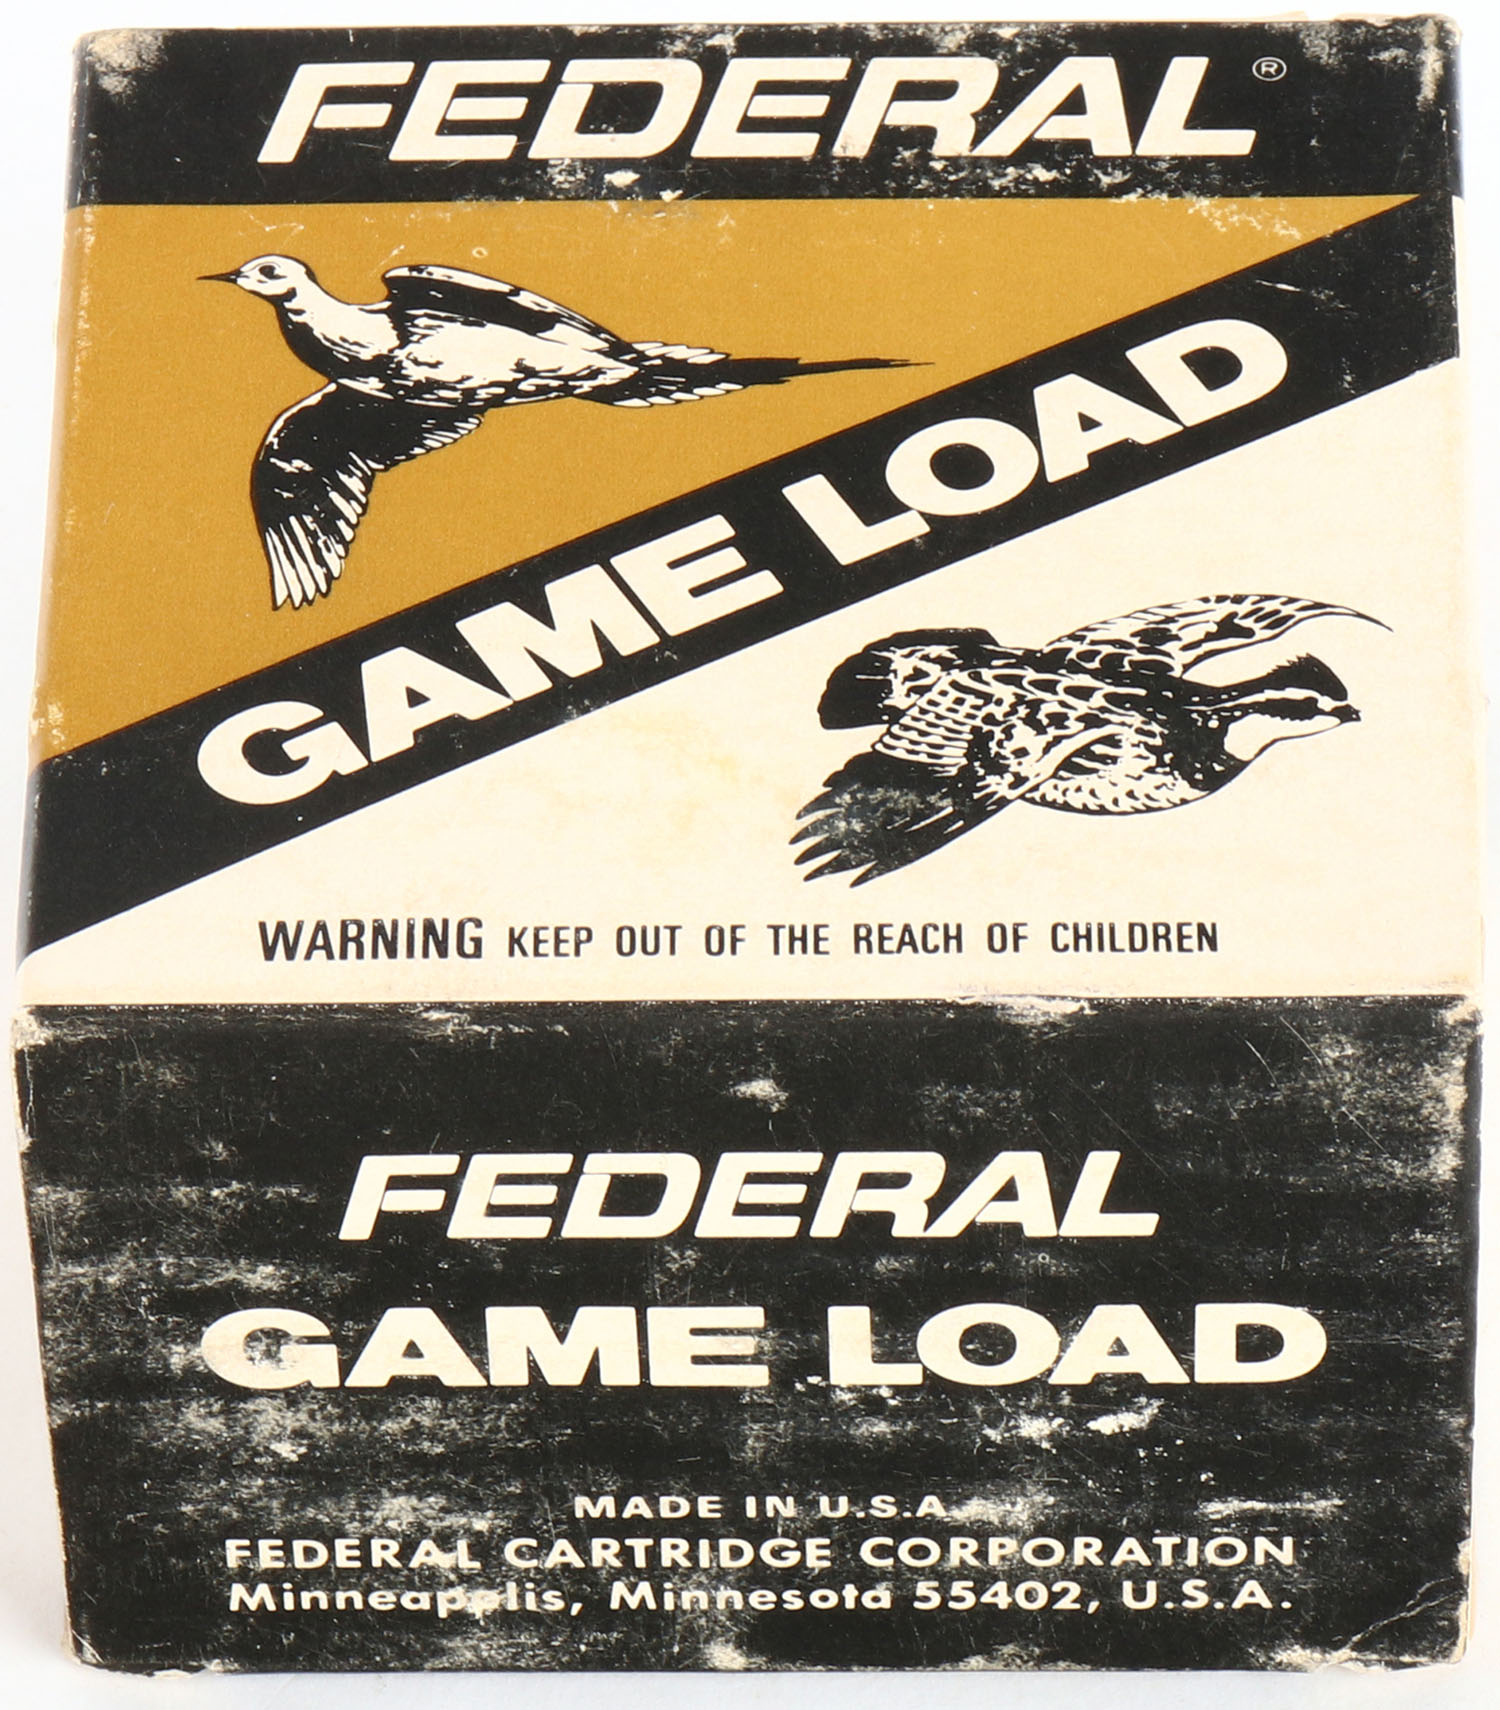 FEDERAL®
GAME LOAD
WARNING KEEP OUT OF THE REACH OF CHILDREN
FEDERAL
GAME LOAD
MADE IN U.S.A.
FEDERAL CARTRIDGE CORPORATION
Minneapolis, Minnesota 55402, U.S.A.